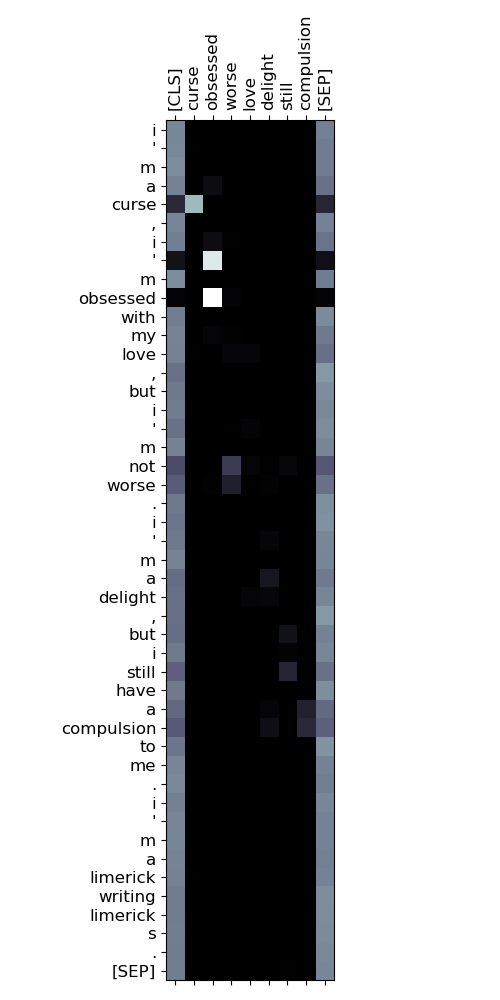 [CLS]
curse
obsessed
worse
love
delight
still
compulsion
[SEP]
i
'
m
a
curse
,
i
'
m
obsessed
with
my
love
,
but
i
'
m
not
worse
.
i
'
m
a
delight
,
but
i
still
have
a
compulsion
to
me
.
i
'
m
a
limerick
writing
limerick
s
.
[SEP]